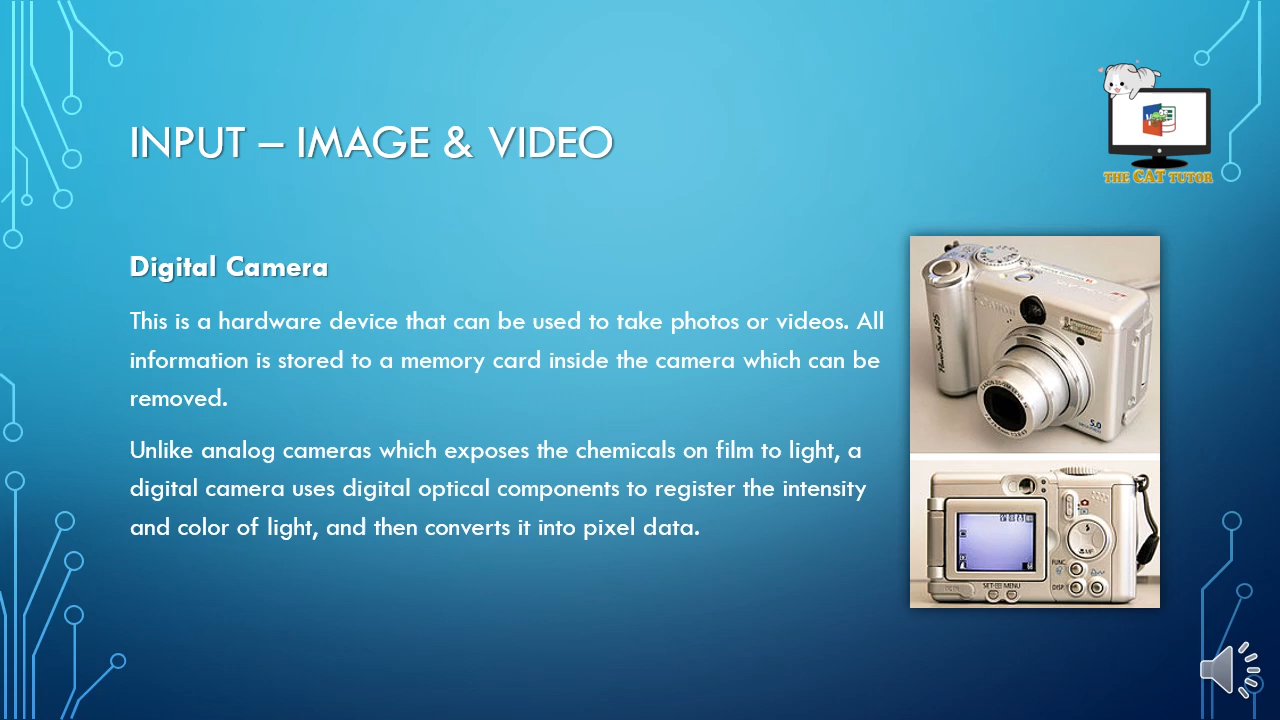 INPUT – IMAGE & VIDEO
THE CAT TUTOR
Digital Camera
This is a hardware device that can be used to take photos or videos. All
information is stored to a memory card inside the camera which can be
removed.
Unlike analog cameras which exposes the chemicals on film to light, a
digital camera uses digital optical components to register the intensity
and color of light, and then converts it into pixel data.
Canon
PowerShot A95
5.0
MF
FUNC.
SET
MENU
DISP.